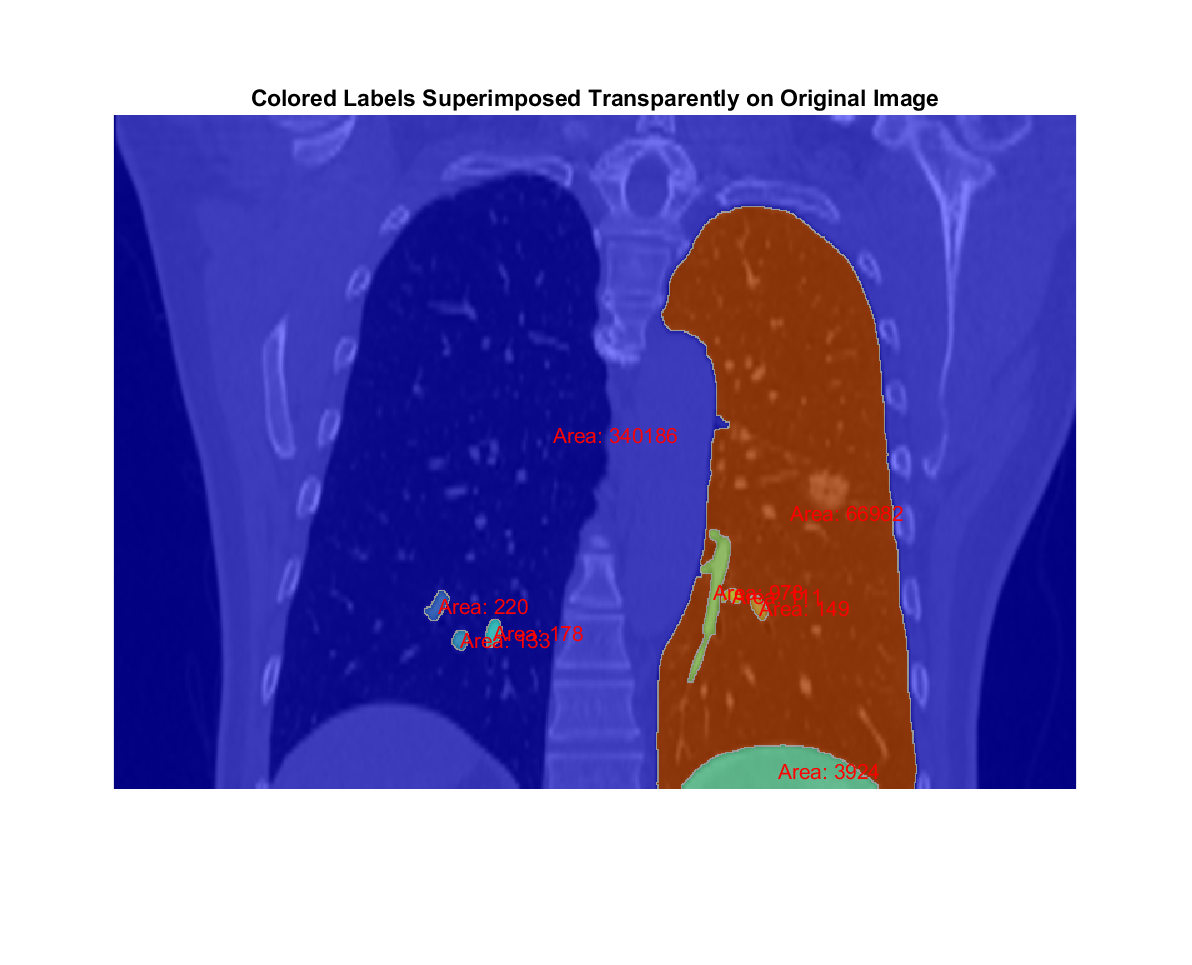 Colored Labels Superimposed Transparently on Original Image
Area: 340186
Area: 66982
Area: 220
Area: 178
Area: 133
Area: 149
Area: 3924